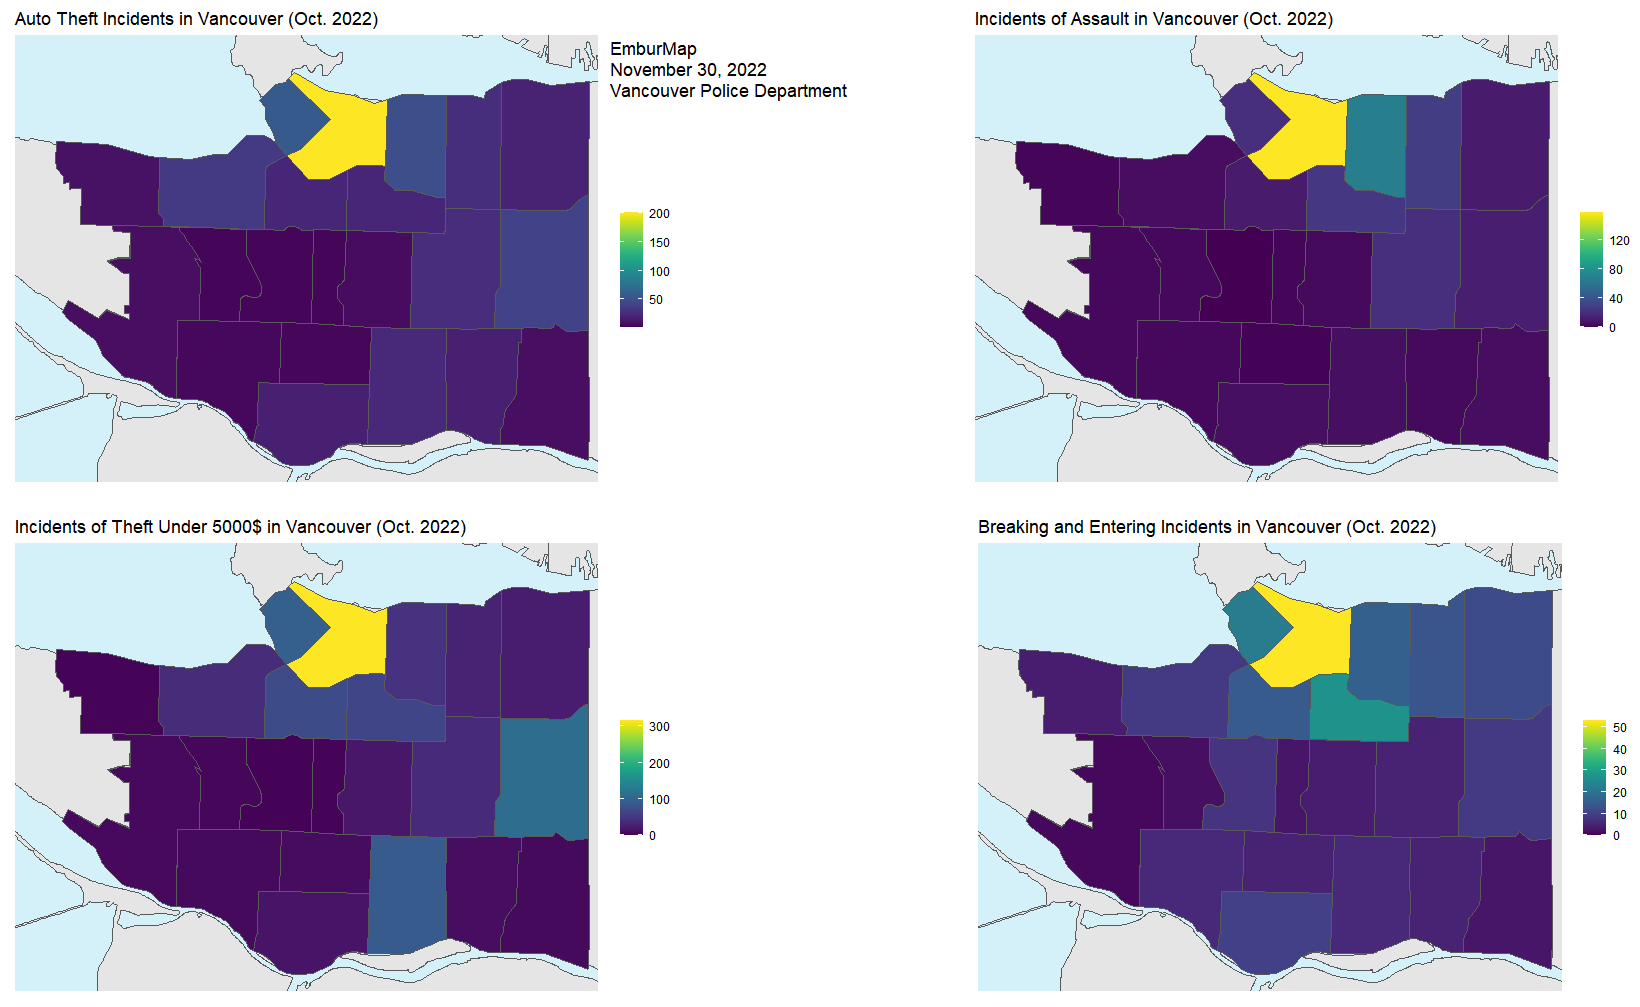 Auto Theft Incidents in Vancouver (Oct. 2022)
EmburMap
November 30, 2022
Vancouver Police Department
200
150
100
50
Incidents of Assault in Vancouver (Oct. 2022)
120
80
40
0
Incidents of Theft Under 5000$ in Vancouver (Oct. 2022)
300
200
100
0
Breaking and Entering Incidents in Vancouver (Oct. 2022)
50
40
30
20
10
0